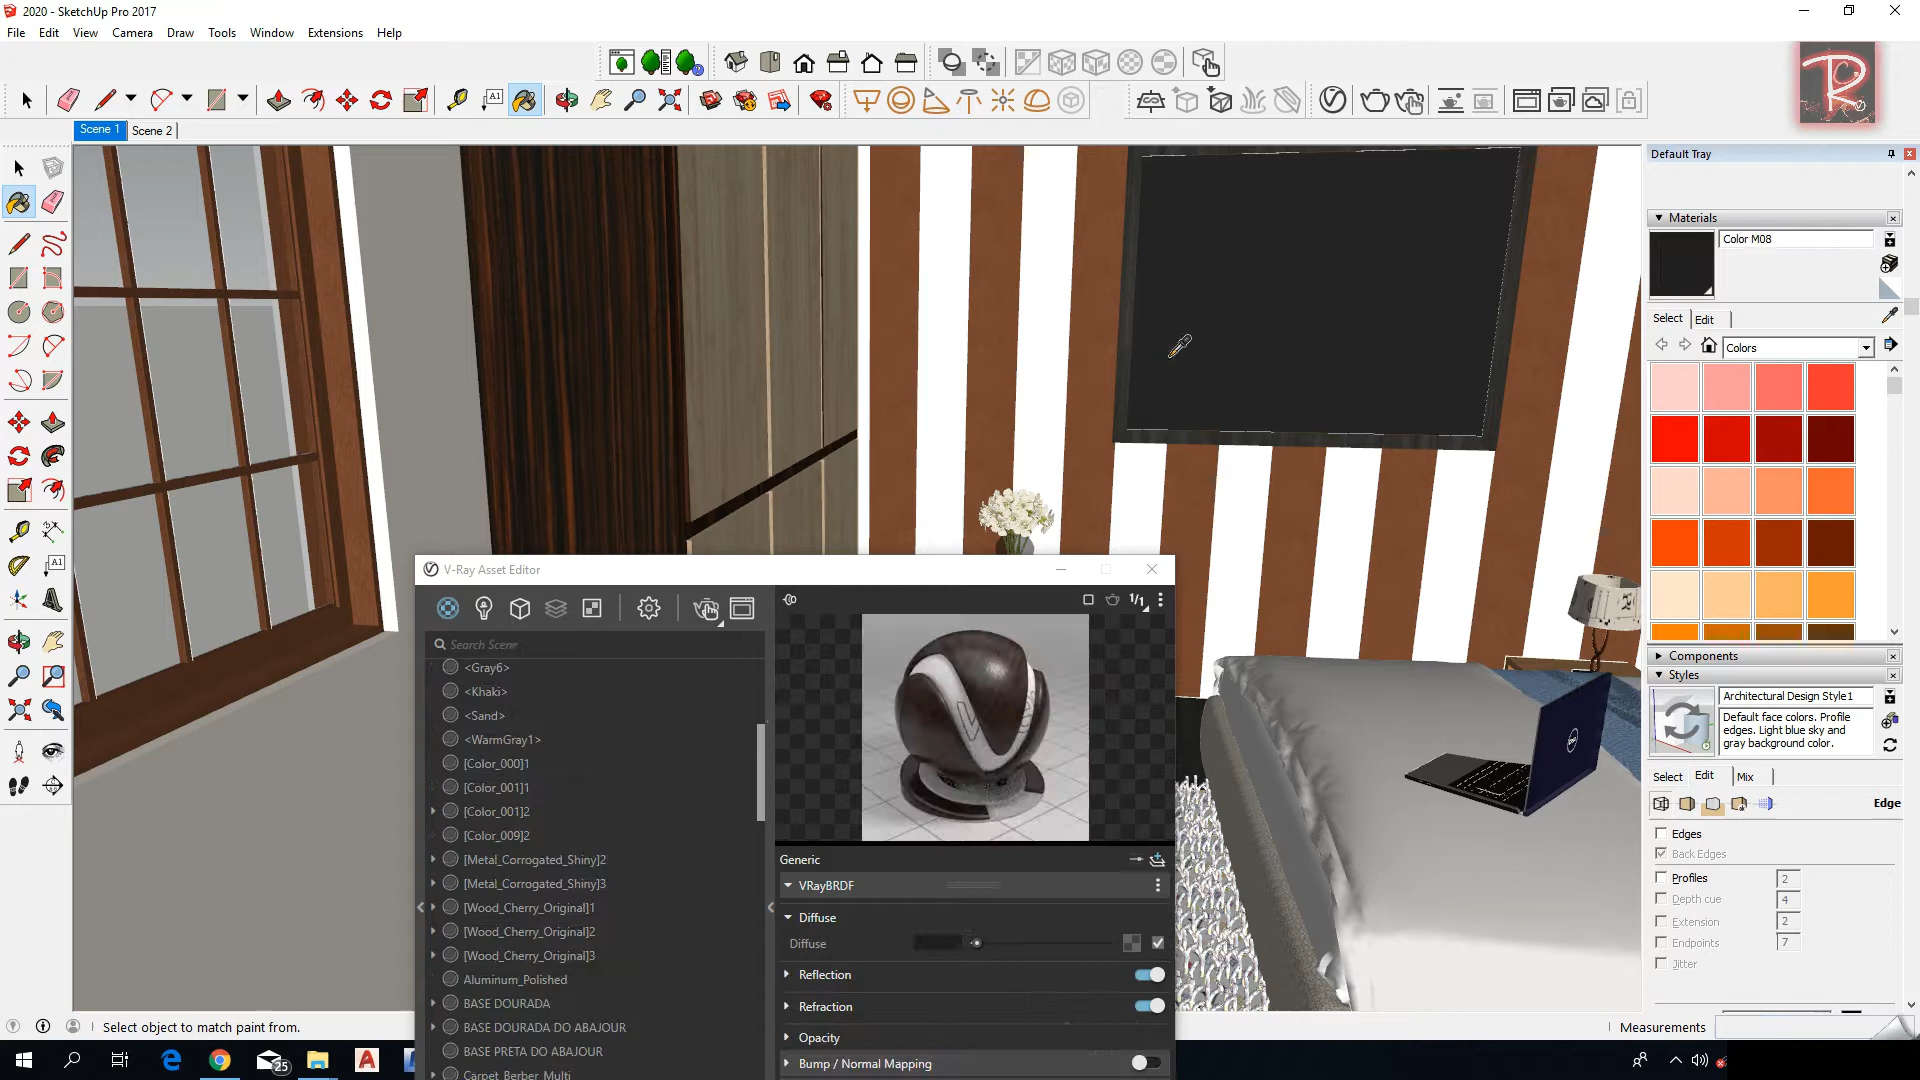 2020 - SketchUp Pro 2017
File Edit View Camera Draw Tools Window Extensions Help
Scene 1 Scene 2
Default Tray
Materials
Color M08
Select Edit
Colors
Components
Styles
Architectural Design Style1
Default face colors. Profile
edges. Light blue sky and
gray background color.
Select Edit Mix
Edge
Edges
Back Edges
Profiles 2
Depth cue 4
Extension 2
Endpoints 7
Jitter
V-Ray Asset Editor
1/1
Search Scene
<Gray6>
<Khaki>
<Sand>
<WarmGray1>
[Color_000]1
[Color_001]1
[Color_001]2
[Color_009]2
[Metal_Corrogated_Shiny]2
[Metal_Corrogated_Shiny]3
[Wood_Cherry_Original]1
[Wood_Cherry_Original]2
[Wood_Cherry_Original]3
Aluminum_Polished
BASE DOURADA
BASE DOURADA DO ABAJOUR
BASE PRETA DO ABAJOUR
Carpet_Berber_Multi
Generic
VRayBRDF
Diffuse
Diffuse
Reflection
Refraction
Opacity
Bump / Normal Mapping
Select object to match paint from.
Measurements
25